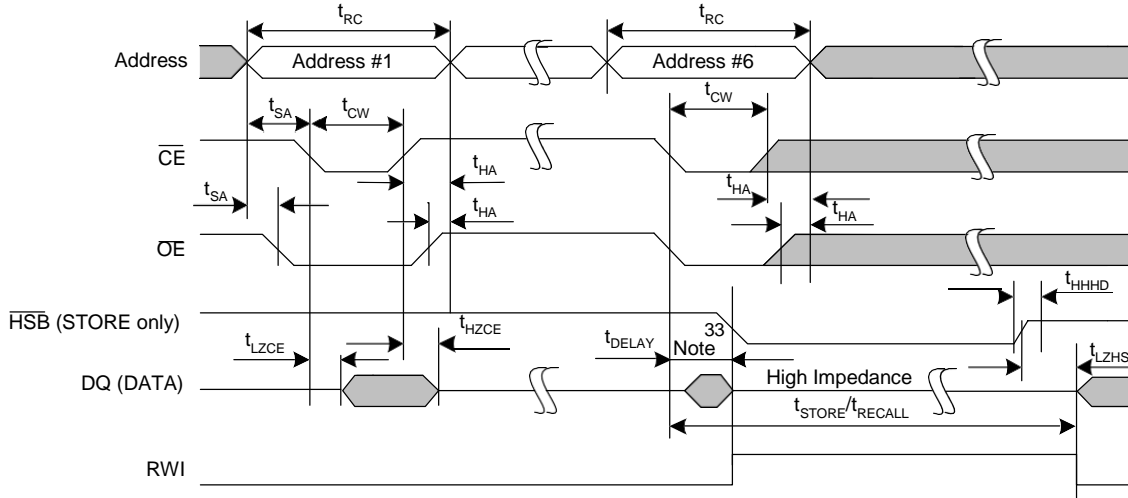 tRC tRC
Address Address #1 Address #6
tSA tCW tCW
CE
tHA tHA
tSA tHA tHA
OE
tHHHD
HSB (STORE only)
33
tLZCE tHZCE tDELAY Note tLZHS
DQ (DATA) High Impedance
tSTORE/tRECALL
RWI